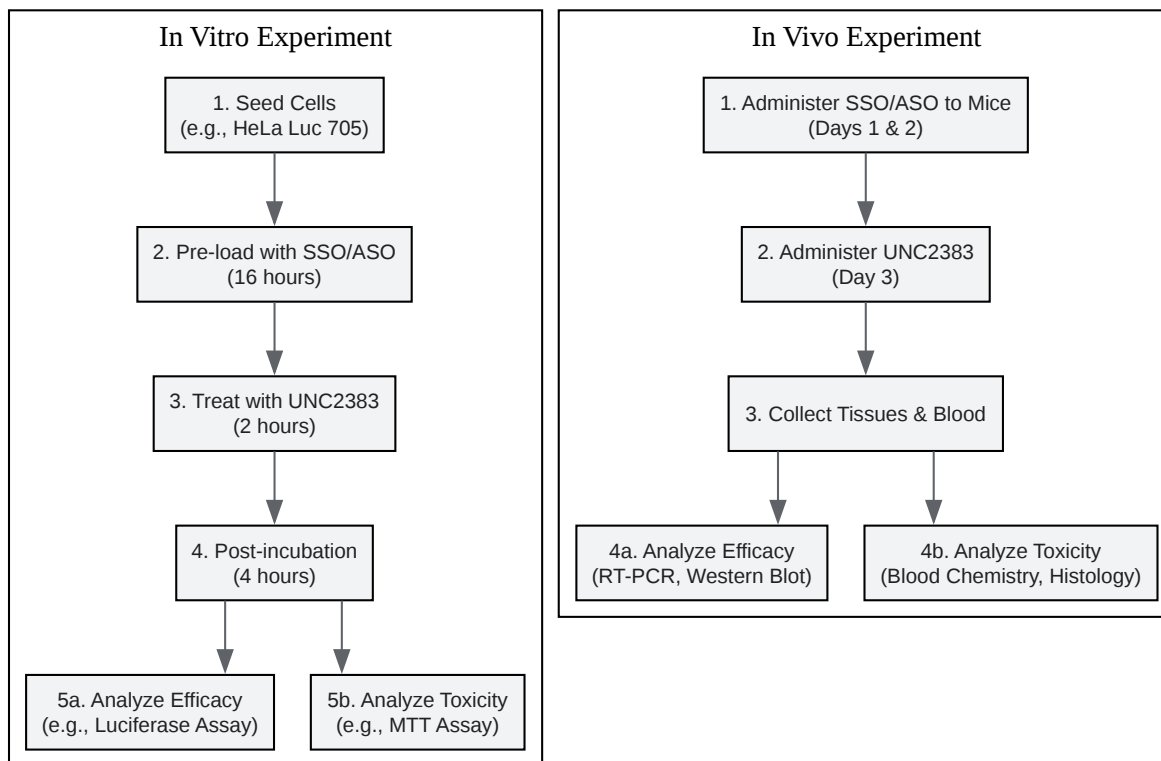 In Vitro Experiment
1. Seed Cells
(e.g., HeLa Luc 705)
2. Pre-load with SSO/ASO
(16 hours)
3. Treat with UNC2383
(2 hours)
4. Post-incubation
(4 hours)
5a. Analyze Efficacy
(e.g., Luciferase Assay)
5b. Analyze Toxicity
(e.g., MTT Assay)
In Vivo Experiment
1. Administer SSO/ASO to Mice
(Days 1 & 2)
2. Administer UNC2383
(Day 3)
3. Collect Tissues & Blood
4a. Analyze Efficacy
(RT-PCR, Western Blot)
4b. Analyze Toxicity
(Blood Chemistry, Histology)